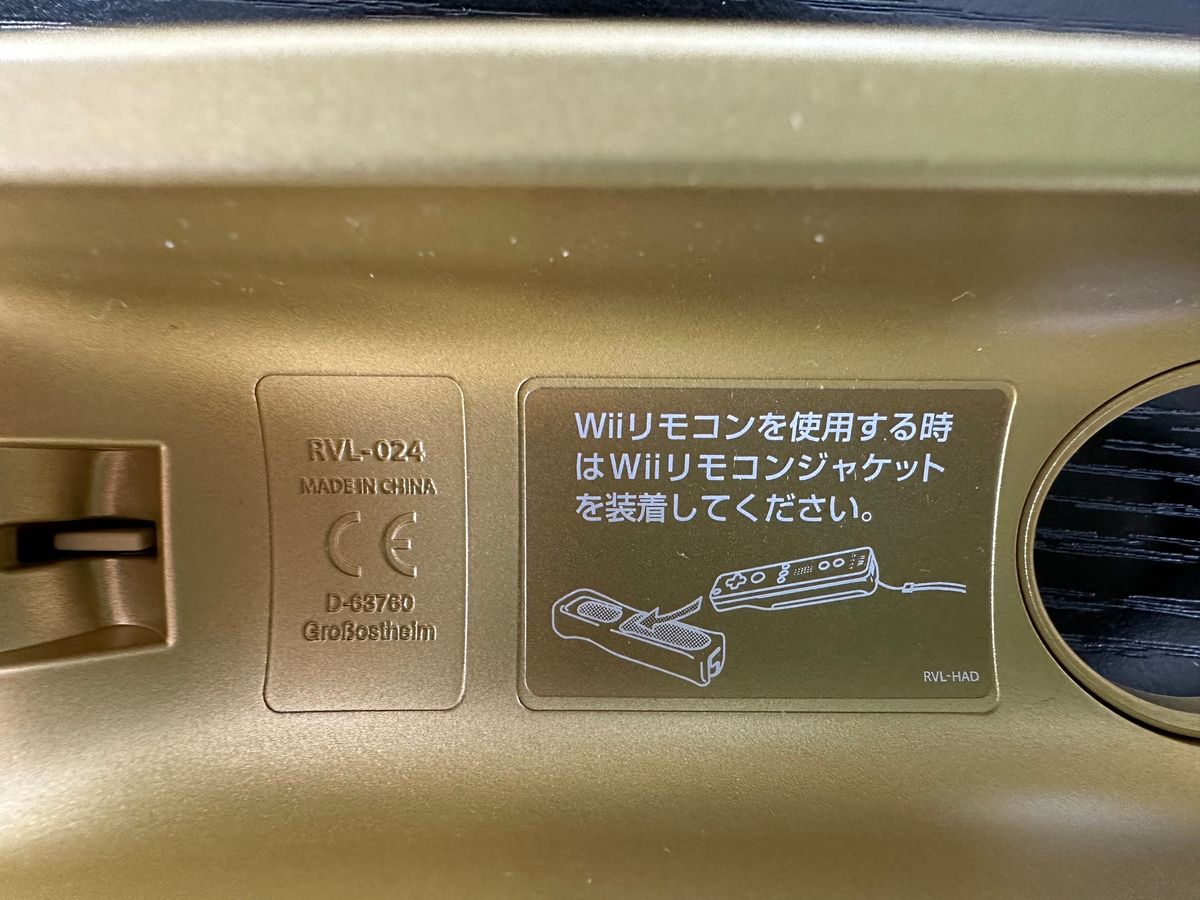 RVL-024
MADE IN CHINA
CE
D-63760
Großostheim
Wiiリモコンを使用する時
はWiiリモコンジャケット
を装着してください。
RVL-HAD